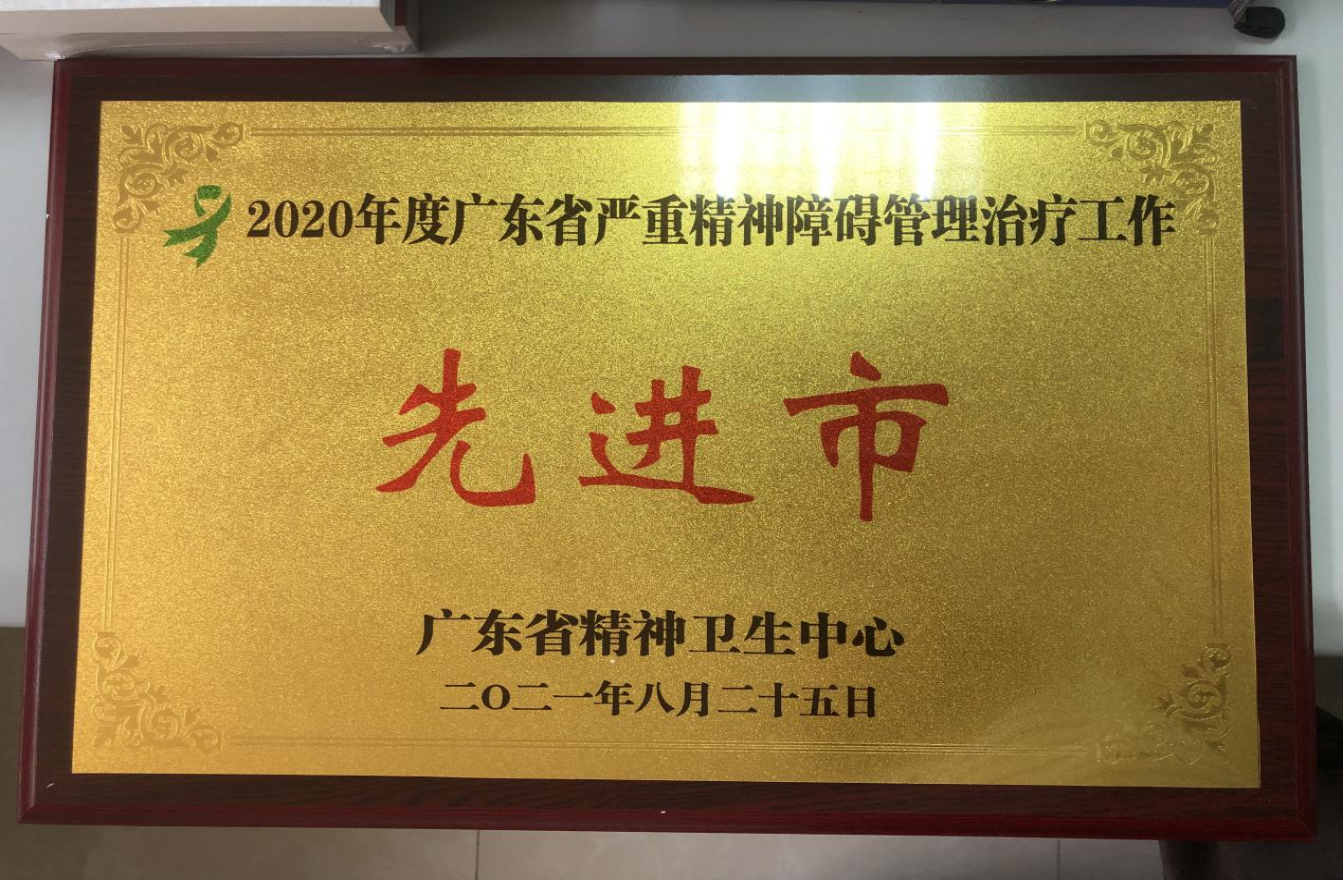 2020年度广东省严重精神障碍管理治疗工作
先进市
广东省精神卫生中心
二〇二一年八月二十五日